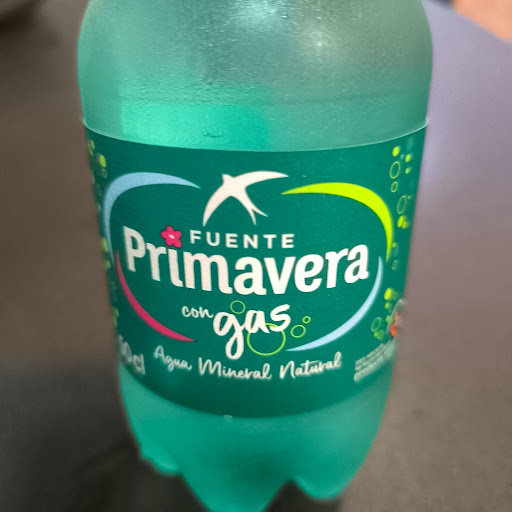 FUENTE
Primavera
con gas
Agua Mineral Natural